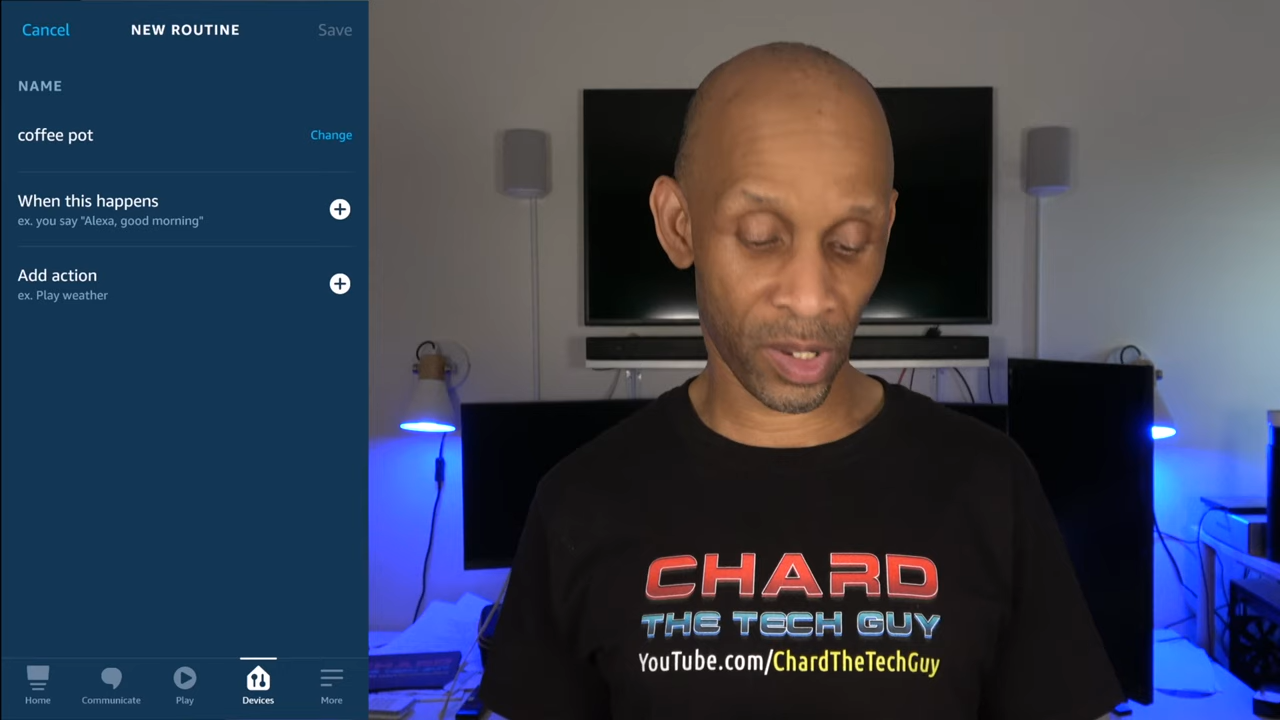 Cancel
NEW ROUTINE
Save
NAME
coffee pot
Change
When this happens
ex. you say "Alexa, good morning"
Add action
ex. Play weather
Home
Communicate
Play
Devices
More
CHARD
THE TECH GUY
YouTube.com/ChardTheTechGuy